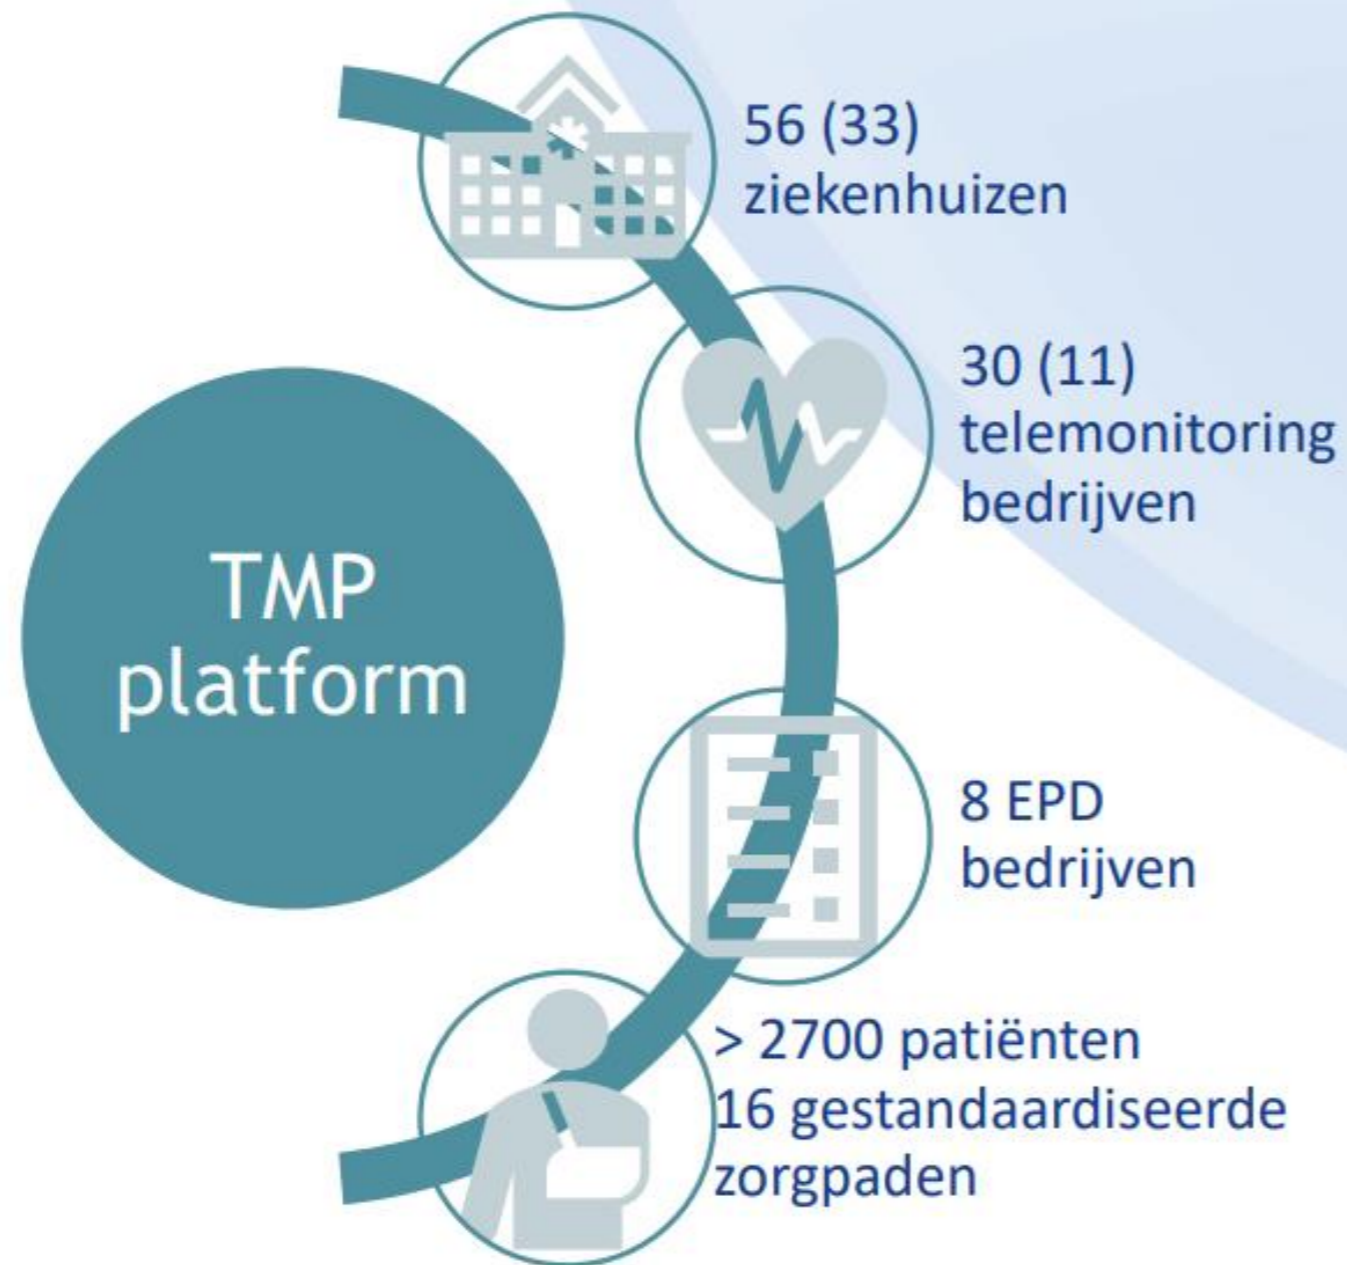 56 (33)
ziekenhuizen
30 (11)
telemonitoring
bedrijven
TMP
platform
8 EPD
bedrijven
> 2700 patiënten
16 gestandaardiseerde
zorgpaden